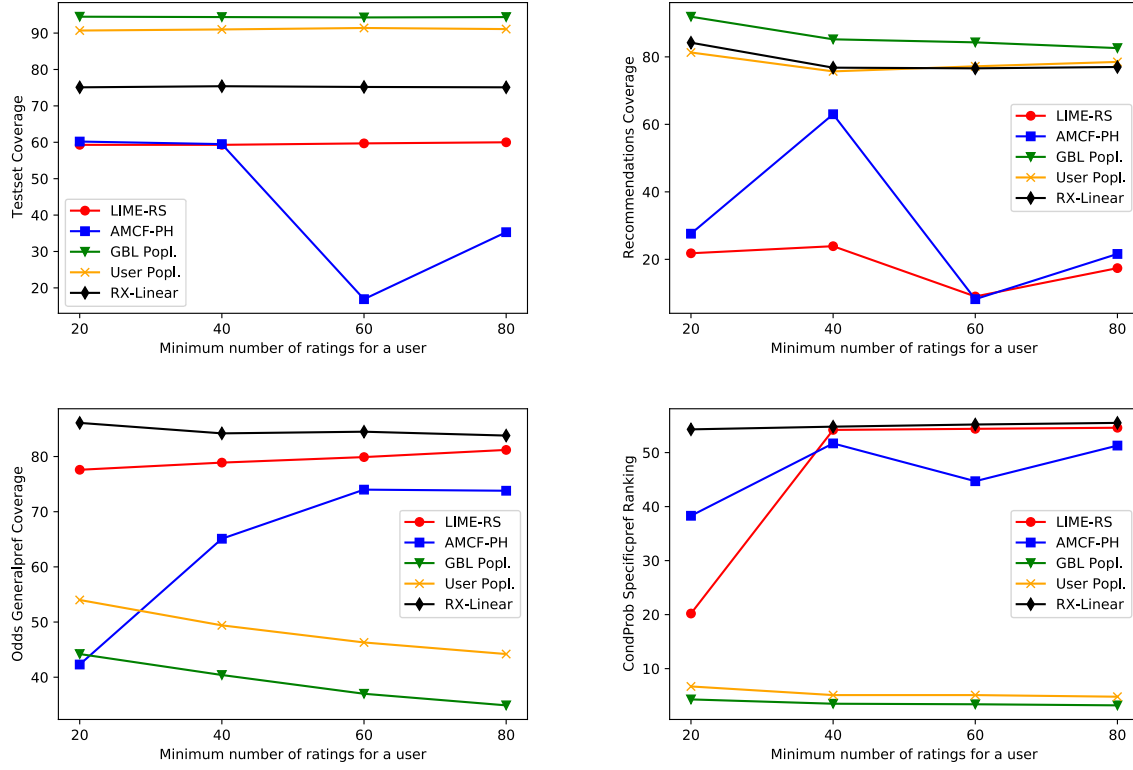 Testset Coverage
90
80
70
60
50
40
30
20
LIME-RS
AMCF-PH
GBL Popl.
User Popl.
RX-Linear
20 40 60 80
Minimum number of ratings for a user
Recommendations Coverage
80
60
40
20
LIME-RS
AMCF-PH
GBL Popl.
User Popl.
RX-Linear
20 40 60 80
Minimum number of ratings for a user
Odds Generalpref Coverage
80
70
60
50
40
LIME-RS
AMCF-PH
GBL Popl.
User Popl.
RX-Linear
20 40 60 80
Minimum number of ratings for a user
CondProb Specificpref Ranking
50
40
30
20
10
LIME-RS
AMCF-PH
GBL Popl.
User Popl.
RX-Linear
20 40 60 80
Minimum number of ratings for a user